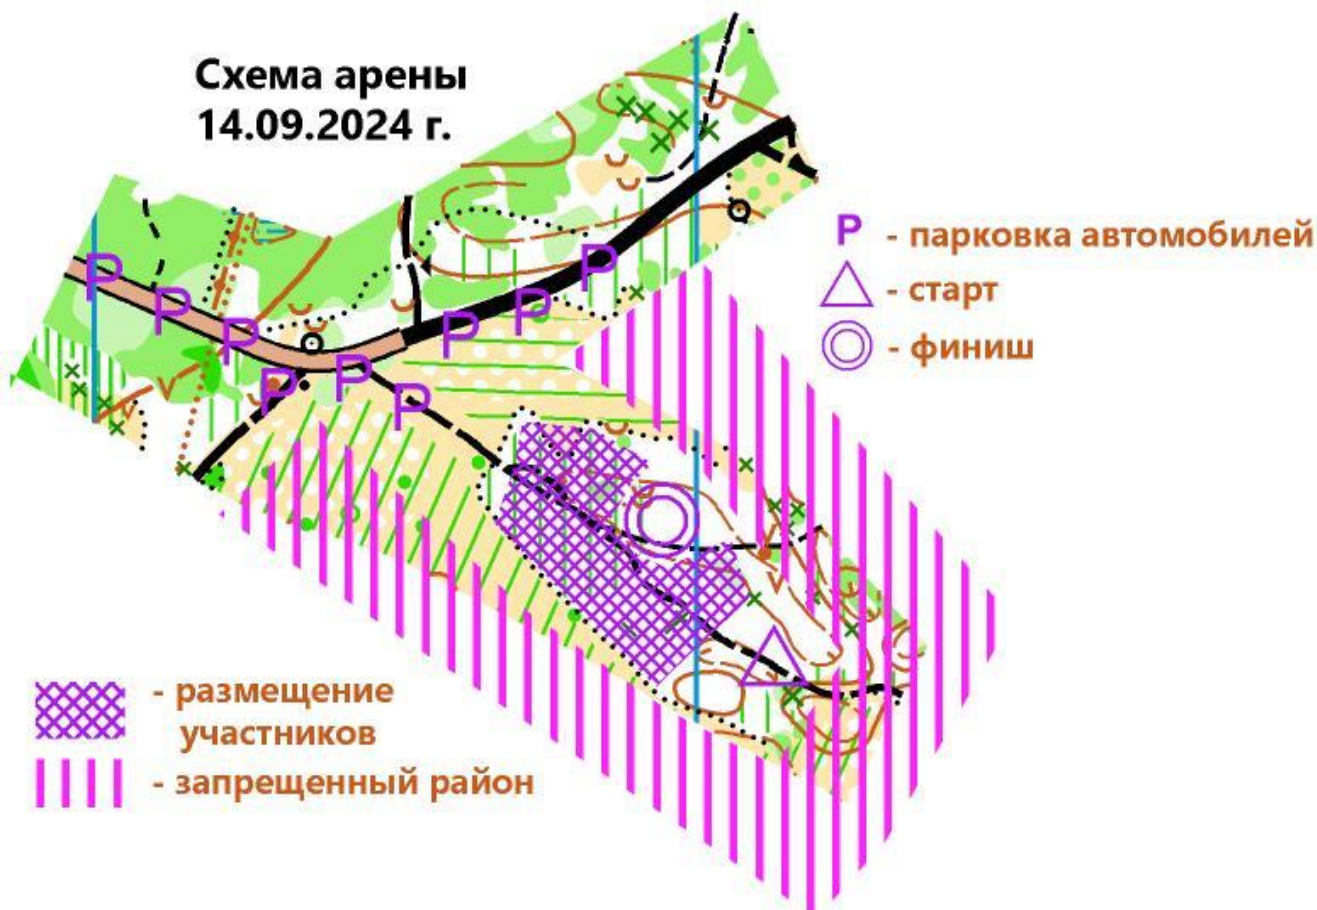 Схема арены
14.09.2024 г.
P - парковка автомобилей
- старт
- финиш
P
P
P
P
P
P
P
P
P
- размещение
участников
- запрещенный район